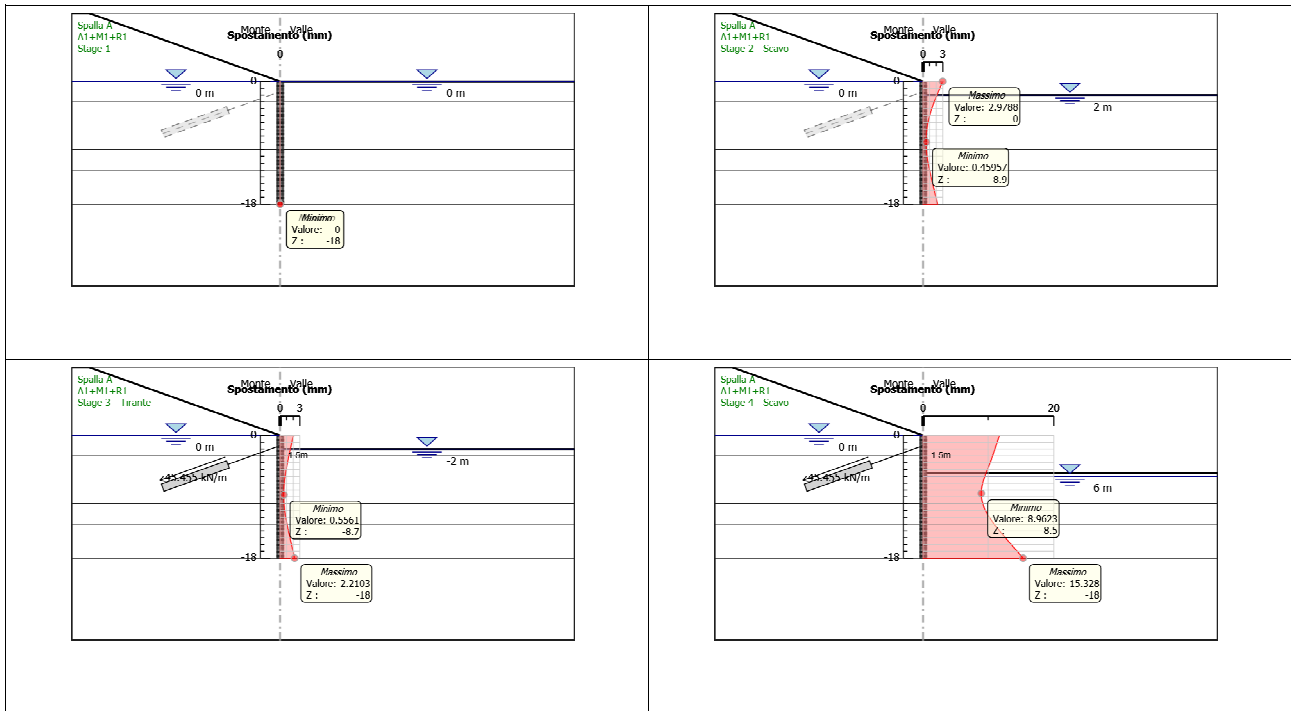 Spalla A
A1+M1+R1
Stage 1
Monte Valle
Spostamento (mm)
0
0
0 m
0 m
-18
Minimo
Valore: 0
Z : -18
Spalla A
A1+M1+R1
Stage 2 Scavo
Monte Valle
Spostamento (mm)
0 3
0
0 m
2 m
Massimo
Valore: 2.9788
Z : 0
Minimo
Valore: 0.45957
Z : 8.9
-18
Spalla A
A1+M1+R1
Stage 3 Tirante
Monte Valle
Spostamento (mm)
0 3
0
0 m
-2 m
1.5m
kN/m
Minimo
Valore: 0.5561
Z : -8.7
-18
Massimo
Valore: 2.2103
Z : -18
Spalla A
A1+M1+R1
Stage 4 Scavo
Monte Valle
Spostamento (mm)
0 20
0
0 m
1.5m
6 m
kN/m
Minimo
Valore: 8.9623
Z : 8.5
-18
Massimo
Valore: 15.328
Z : -18